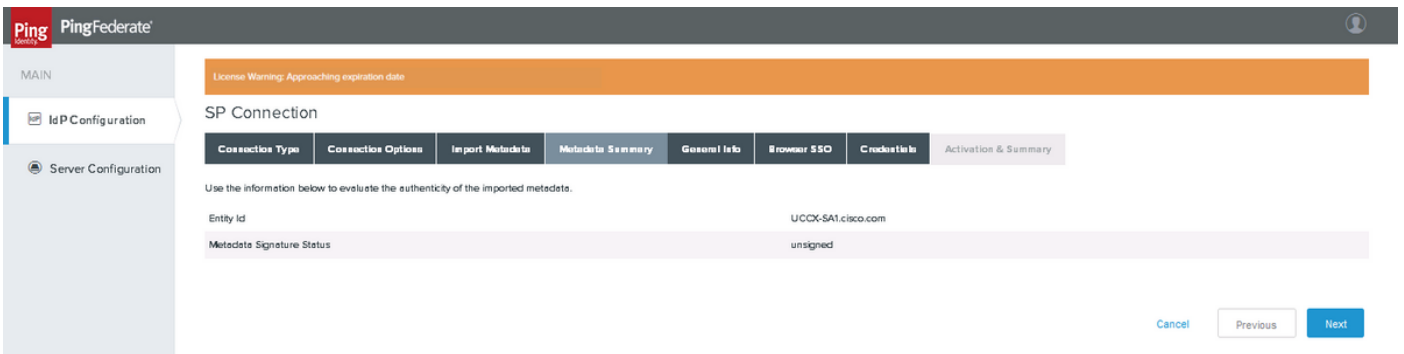 Ping
Identity
PingFederate
MAIN
IdP Configuration
Server Configuration
License Warning: Approaching expiration date
SP Connection
Connection Type Connection Options Import Metadata Metadata Summary General Info Browser SSO Credentials Activation & Summary
Use the information below to evaluate the authenticity of the imported metadata.
Entity Id UCCX-SA1.cisco.com
Metadata Signature Status unsigned
Cancel Previous Next